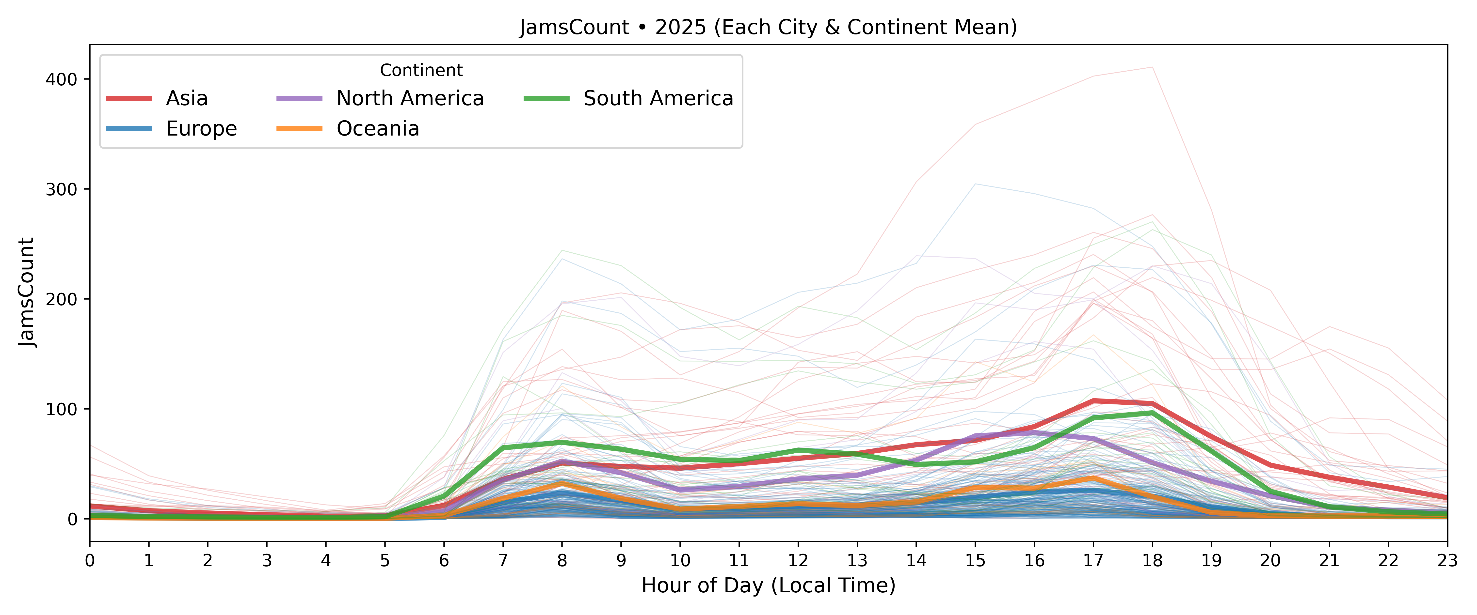 JamsCount • 2025 (Each City & Continent Mean)
Continent
Asia North America South America
Europe Oceania
400
300
200
100
0
JamsCount
0 1 2 3 4 5 6 7 8 9 10 11 12 13 14 15 16 17 18 19 20 21 22 23
Hour of Day (Local Time)